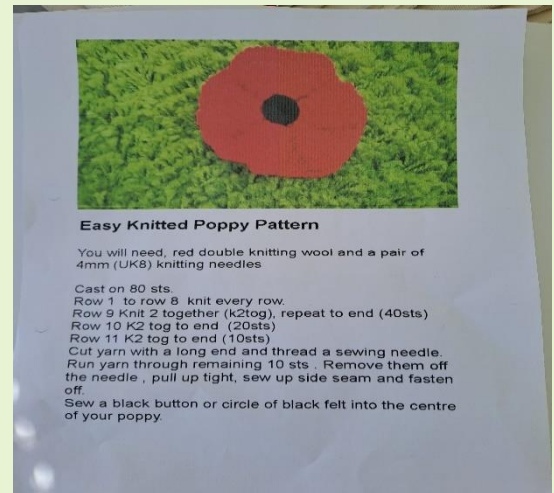 Easy Knitted Poppy Pattern
You will need, red double knitting wool and a pair of
4mm (UK8) knitting needles
Cast on 80 sts.
Row 1 to row 8 knit every row.
Row 9 Knit 2 together (k2tog), repeat to end (40sts)
Row 10 K2 tog to end (20sts)
Row 11 K2 tog to end (10sts)
Cut yarn with a long end and thread a sewing needle.
Run yarn through remaining 10 sts . Remove them off
the needle , pull up tight, sew up side seam and fasten
off.
Sew a black button or circle of black felt into the centre
of your poppy.